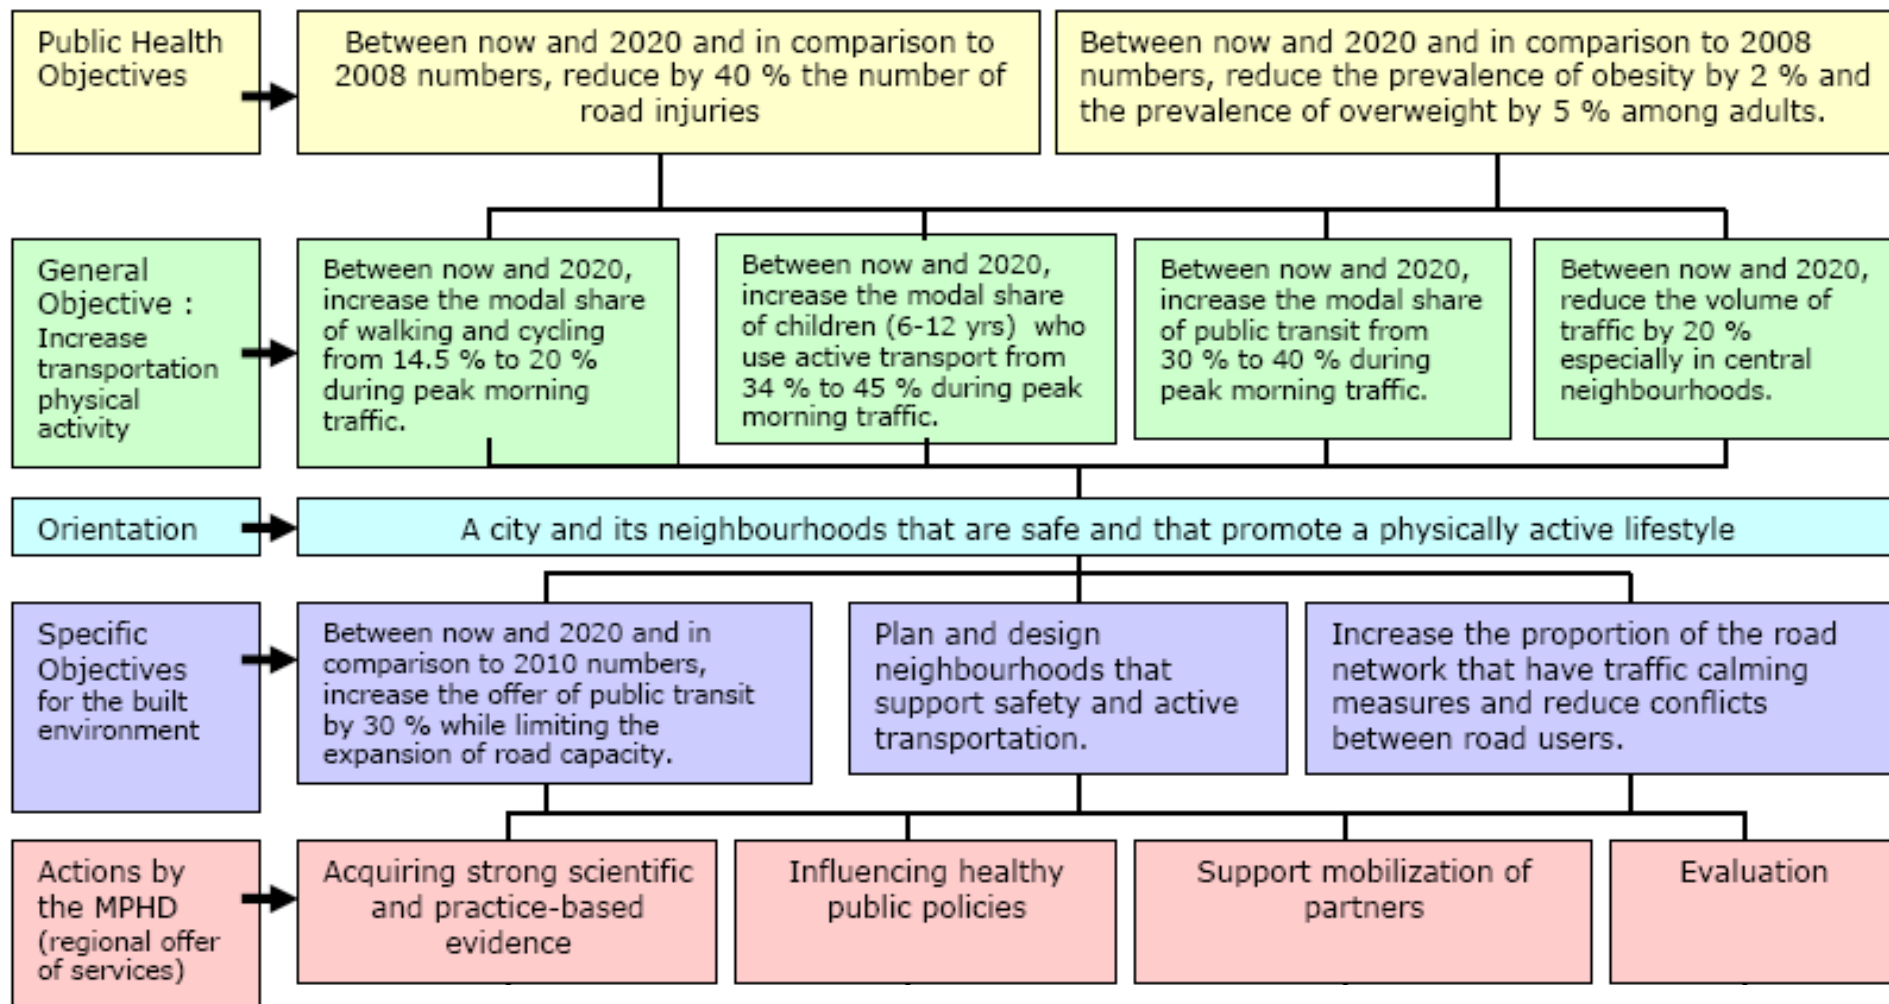 Public Health
Objectives
Between now and 2020 and in comparison to
2008 numbers, reduce by 40 % the number of
road injuries
Between now and 2020 and in comparison to 2008
numbers, reduce the prevalence of obesity by 2 % and
the prevalence of overweight by 5 % among adults.
General
Objective :
Increase
transportation
physical
activity
Between now and 2020,
increase the modal share
of walking and cycling
from 14.5 % to 20 %
during peak morning
traffic.
Between now and 2020,
increase the modal share
of children (6-12 yrs) who
use active transport from
34 % to 45 % during peak
morning traffic.
Between now and 2020,
increase the modal share
of public transit from
30 % to 40 % during
peak morning traffic.
Between now and 2020,
reduce the volume of
traffic by 20 %
especially in central
neighbourhoods.
Orientation
A city and its neighbourhoods that are safe and that promote a physically active lifestyle
Specific
Objectives
for the built
environment
Between now and 2020 and in
comparison to 2010 numbers,
increase the offer of public transit
by 30 % while limiting the
expansion of road capacity.
Plan and design
neighbourhoods that
support safety and active
transportation.
Increase the proportion of the road
network that have traffic calming
measures and reduce conflicts
between road users.
Actions by
the MPHD
(regional offer
of services)
Acquiring strong scientific
and practice-based
evidence
Influencing healthy
public policies
Support mobilization of
partners
Evaluation